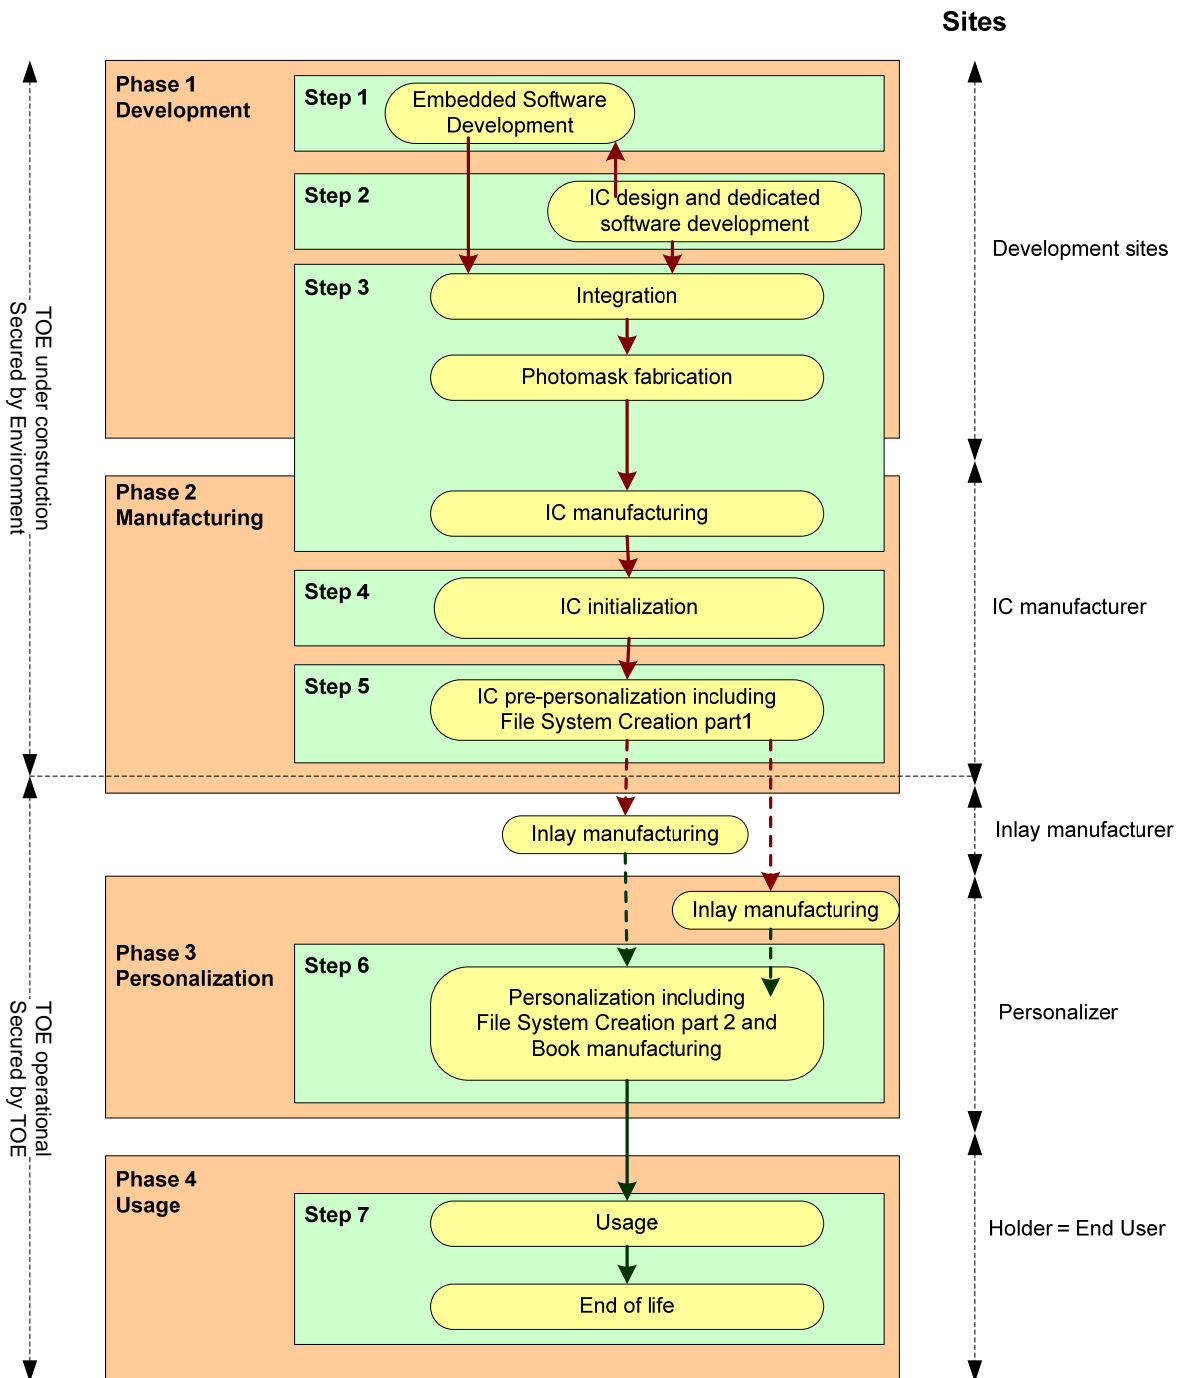 Sites
Phase 1
Development
Step 1
Embedded Software
Development
Step 2
IC design and dedicated
software development
Development sites
Step 3
Integration
Photomask fabrication
TOE under construction
Secured by Environment
Phase 2
Manufacturing
IC manufacturing
Step 4
IC initialization
IC manufacturer
Step 5
IC pre-personalization including
File System Creation part1
Inlay manufacturing
Inlay manufacturer
Inlay manufacturing
Phase 3
Personalization
Step 6
Personalization including
File System Creation part 2 and
Book manufacturing
Personalizer
TOE operational
Secured by TOE
Phase 4
Usage
Step 7
Usage
Holder = End User
End of life